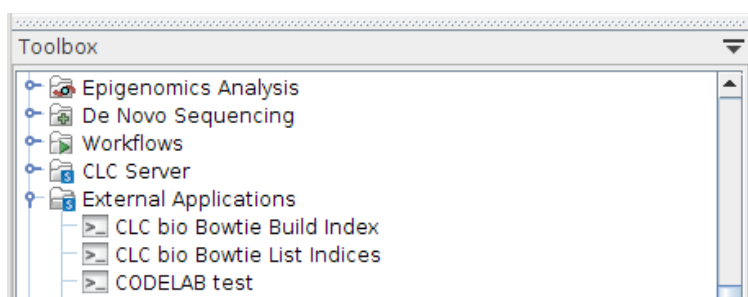 Toolbox
Epigenomics Analysis
De Novo Sequencing
Workflows
CLC Server
External Applications
CLC bio Bowtie Build Index
CLC bio Bowtie List Indices
CODELAB test